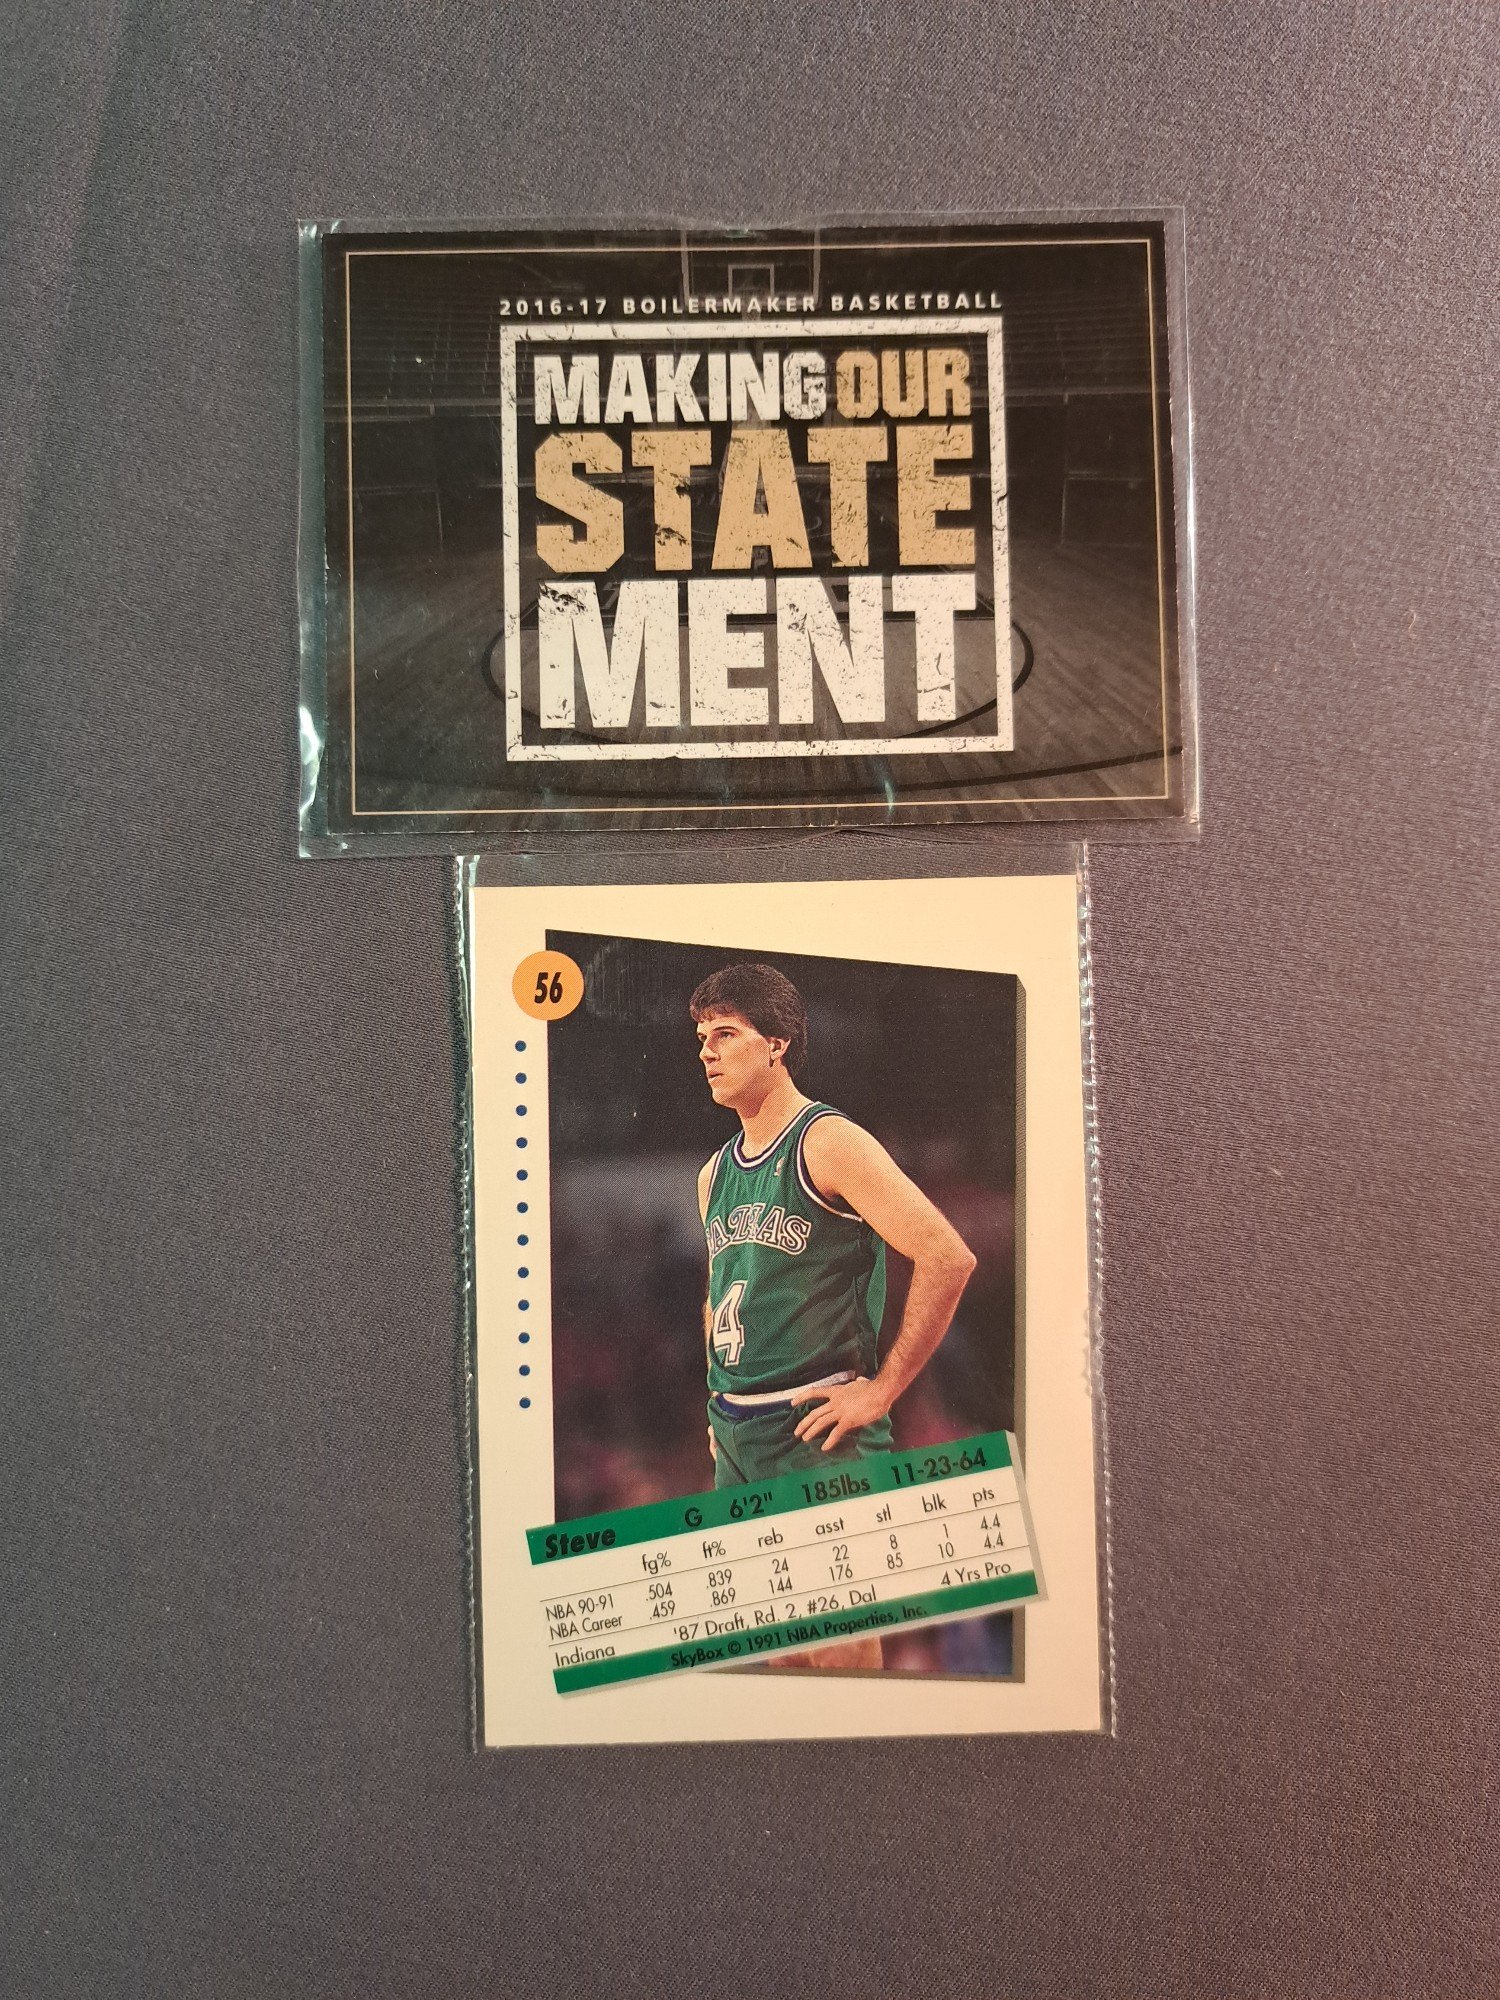 2016-17 BOILERMAKER BASKETBALL
MAKING OUR
STATE
MENT
56
DALLAS
4
Steve G 6'2" 185lbs 11-23-64
fg% ft% reb asst stl blk pts
NBA 90-91 .504 .839 24 22 8 1 4.4
NBA Career .459 .869 144 176 85 10 4.4
Indiana '87 Draft, Rd. 2, #26, Dal 4 Yrs Pro
SkyBox © 1991 NBA Properties, Inc.